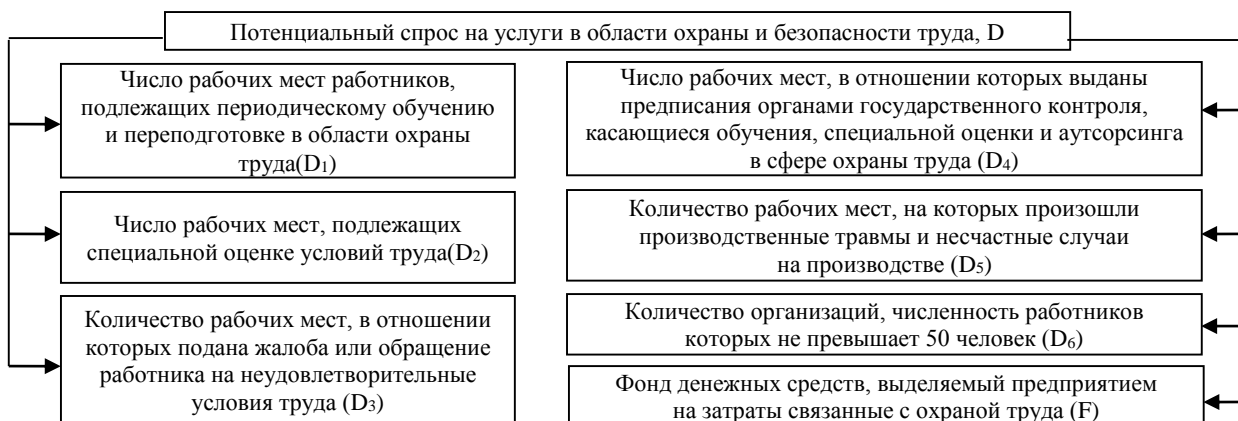 Потенциальный спрос на услуги в области охраны и безопасности труда, D
Число рабочих мест работников,
подлежащих периодическому обучению
и переподготовке в области охраны
труда(D₁)
Число рабочих мест, подлежащих
специальной оценке условий труда(D₂)
Количество рабочих мест, в отношении
которых подана жалоба или обращение
работника на неудовлетворительные
условия труда (D₃)
Число рабочих мест, в отношении которых выданы
предписания органами государственного контроля,
касающиеся обучения, специальной оценки и аутсорсинга
в сфере охраны труда (D₄)
Количество рабочих мест, на которых произошли
производственные травмы и несчастные случаи
на производстве (D₅)
Количество организаций, численность работников
которых не превышает 50 человек (D₆)
Фонд денежных средств, выделяемый предприятием
на затраты связанные с охраной труда (F)